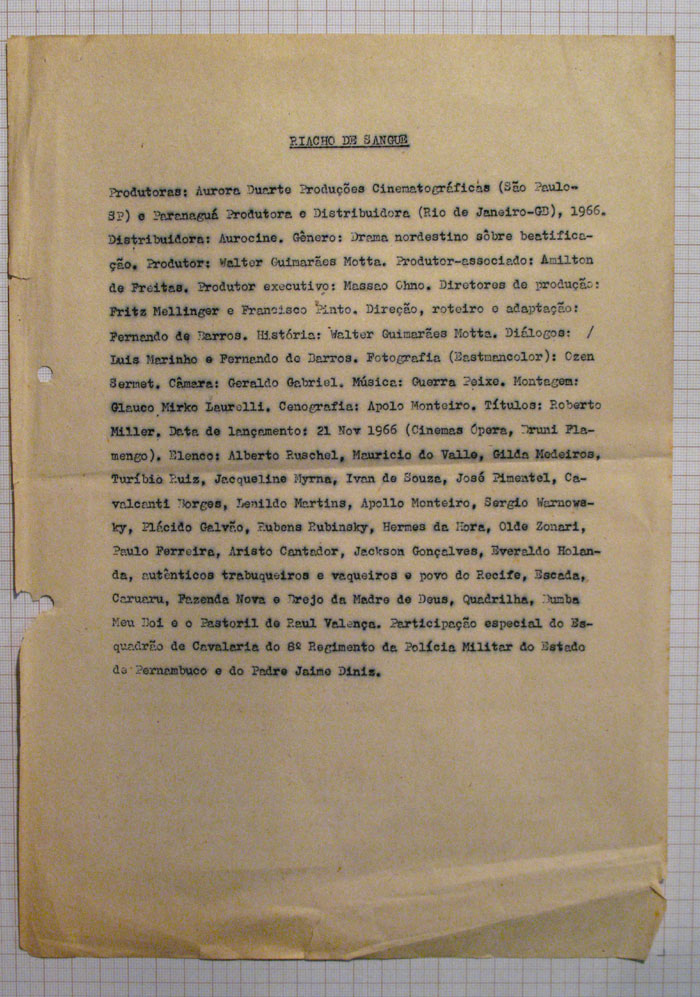 RIACHO DE SANGUE
Produtoras: Aurora Duarte Produções Cinematográficas (São Paulo-
SP) e Paranaguá Produtora e Distribuidora (Rio de Janeiro-GB), 1966.
Distribuidora: Aurocine. Gênero: Drama nordestino sôbre beatifica-
ção. Produtor: Walter Guimarães Motta. Produtor-associado: Amilton
de Freitas. Produtor executivo: Massao Ohno. Diretores de produção:
Fritz Mellinger e Francisco Pinto. Direção, roteiro e adaptação:
Fernando de Barros. História: Walter Guimarães Motta. Diálogos: /
Luis Marinho e Fernando de Barros. Fotografia (Eastmancolor): Ozen
Sermet. Câmara: Geraldo Gabriel. Música: Guerra Peixe. Montagem:
Glauco Mirko Laurelli. Cenografia: Apolo Monteiro. Títulos: Roberto
Miller. Data de lançamento: 21 Nov 1966 (Cinemas Ópera, Bruni Fla-
mengo). Elenco: Alberto Ruschel, Mauricio do Valle, Gilda Medeiros,
Turíbio Ruiz, Jacqueline Myrna, Ivan de Souza, José Pimentel, Ca-
valcanti Borges, Lenildo Martins, Apollo Monteiro, Sergio Warnows-
ky, Plácido Galvão, Rubens Rubinsky, Hermes da Hora, Olde Zonari,
Paulo Ferreira, Aristo Cantador, Jackson Gonçalves, Everaldo Holan-
da, autênticos trabuqueiros e vaqueiros e povo do Recife, Escada,
Caruaru, Fazenda Nova e Brejo da Madre de Deus, Quadrilha, Bumba
Meu Boi e o Pastoril de Raul Valença. Participação especial do Es-
quadrão de Cavalaria do 8º Regimento da Polícia Militar do Estado
de Pernambuco e do Padre Jaime Diniz.